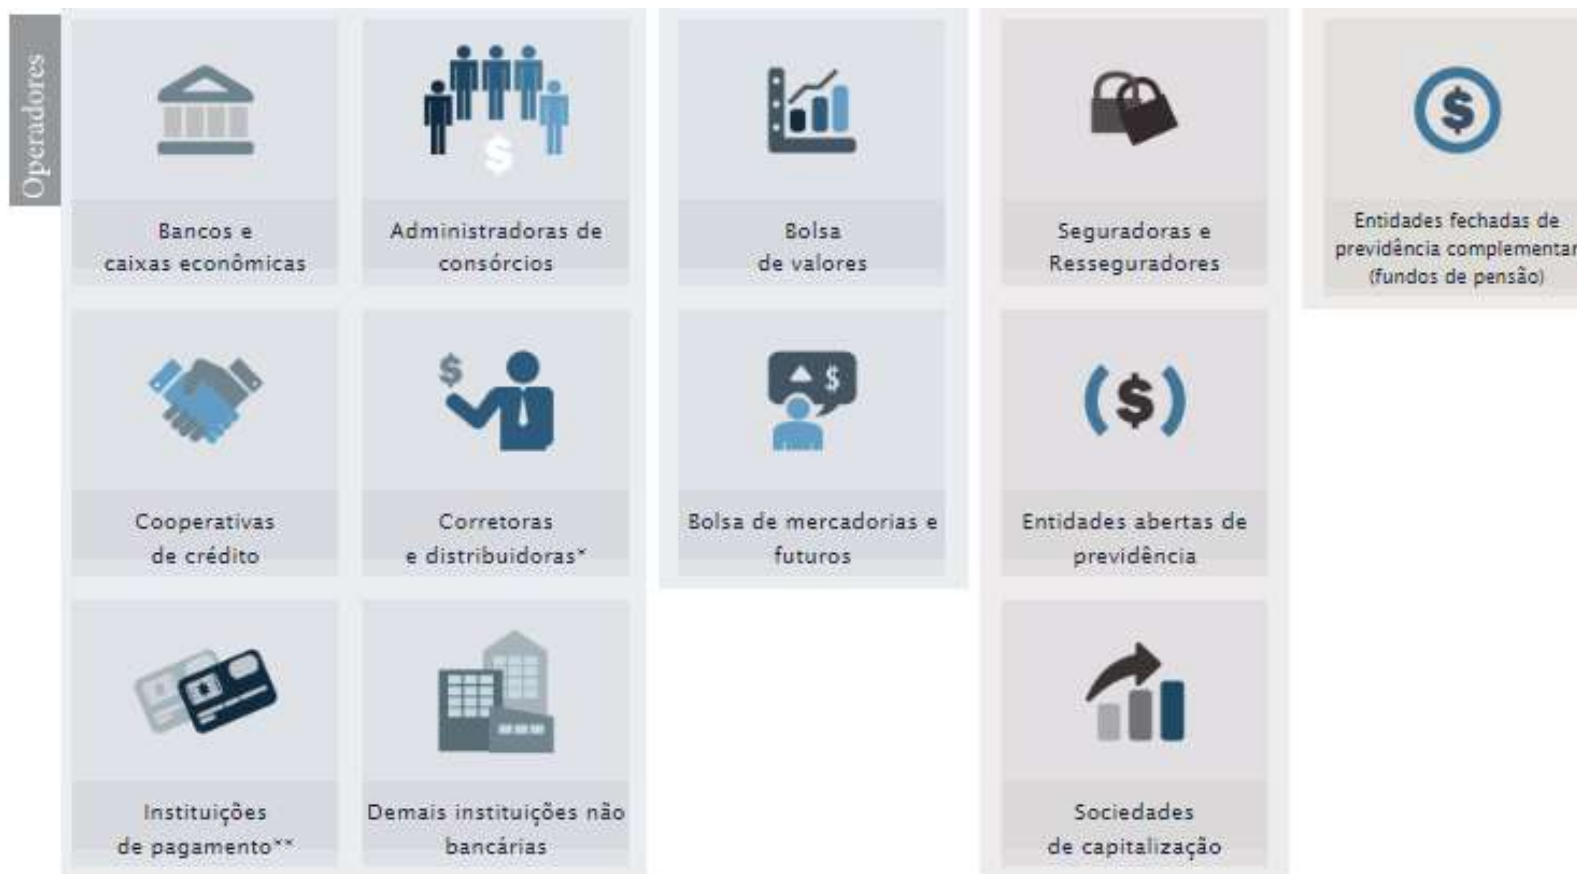 Operadores
Bancos e
caixas econômicas
Administradoras de
consórcios
Bolsa
de valores
Seguradoras e
Resseguradores
Entidades fechadas de
previdência complementar
(fundos de pensão)
Cooperativas
de crédito
Corretoras
e distribuidoras*
Bolsa de mercadorias e
futuros
Entidades abertas de
previdência
Instituições
de pagamento**
Demais instituições não
bancárias
Sociedades
de capitalização